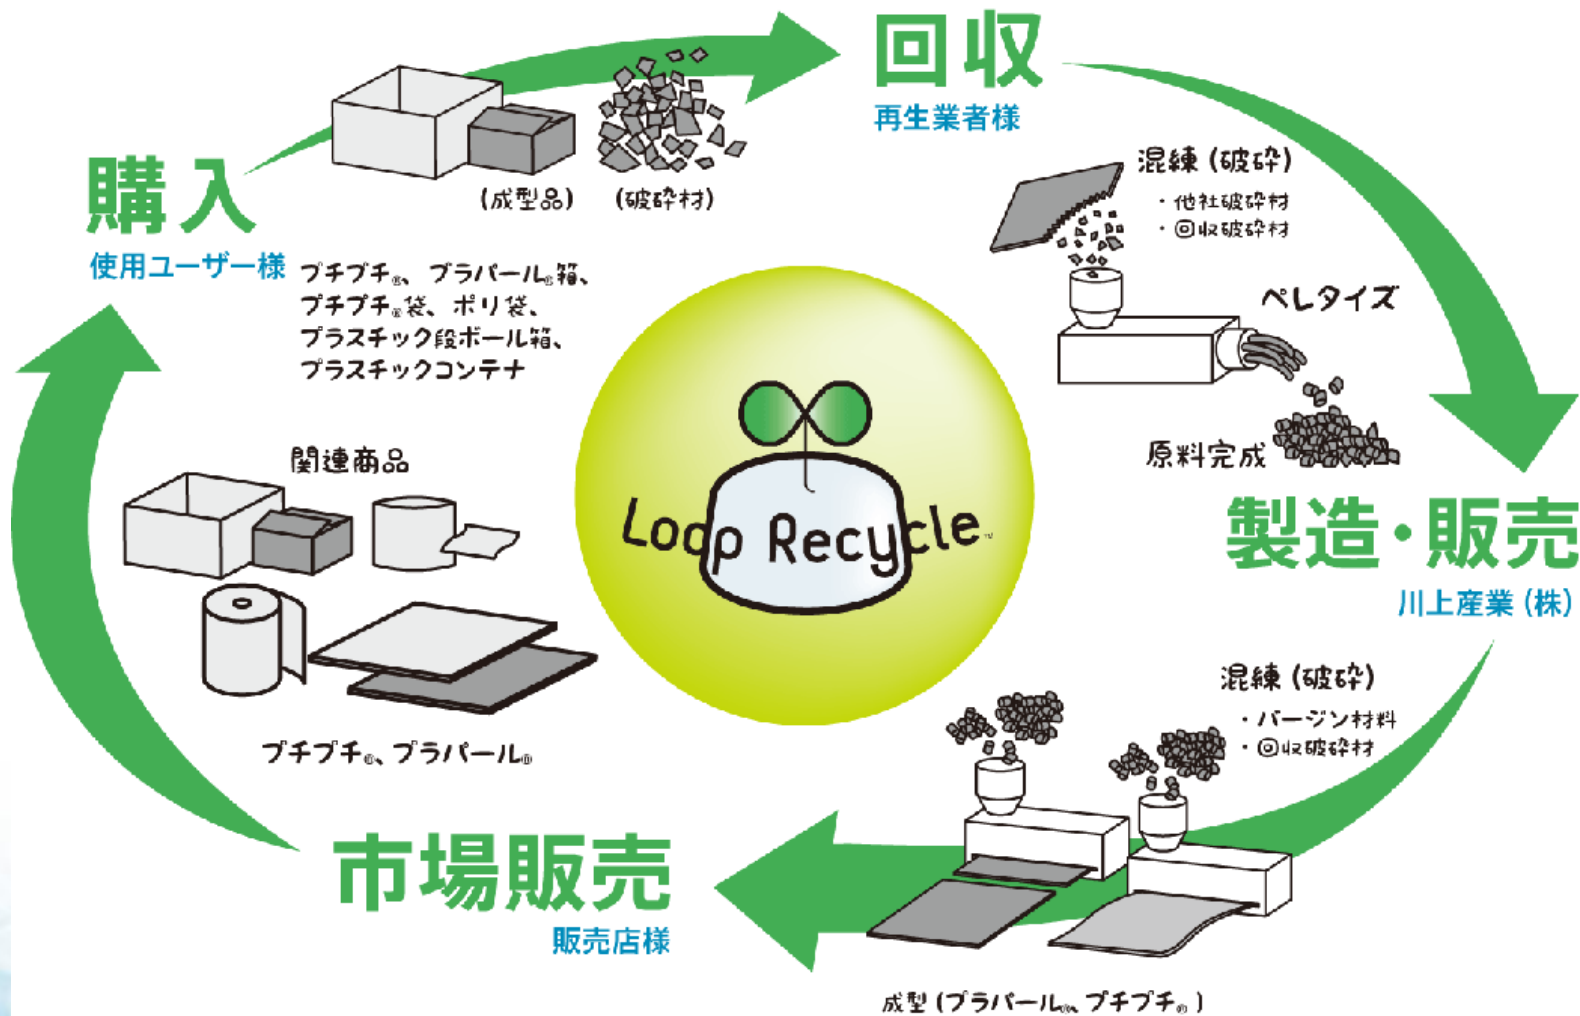 回収
再生業者様
混練(破砕)
・他社破砕材
・回収破砕材
ペレタイズ
原料完成
製造・販売
川上産業(株)
混練(破砕)
・バージン材料
・回収破砕材
成型(プラパール®、プチプチ®)
市場販売
販売店様
関連商品
プチプチ®、プラパール®
購入
使用ユーザー様
プチプチ®、プラパール®箱、
プチプチ®袋、ポリ袋、
プラスチック段ボール箱、
プラスチックコンテナ
(成型品)
(破砕材)
Loop Recycle™